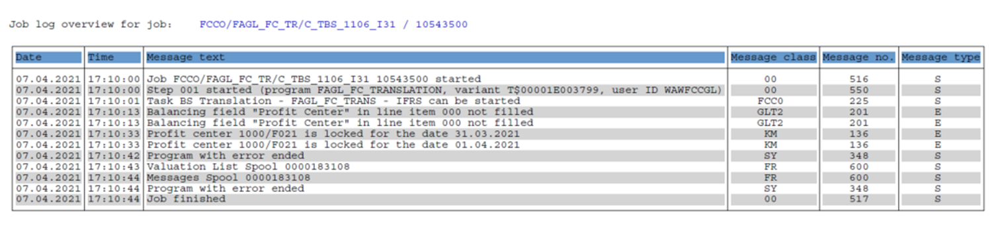 Job log overview for job: FCCO/FAGL_FC_TR/C_TBS_1106_I31 / 10543500
Date Time Message text Message class Message no. Message type
07.04.2021 17:10:00 Job FCCO/FAGL_FC_TR/C_TBS_1106_I31 10543500 started 00 516 S
07.04.2021 17:10:00 Step 001 started (program FAGL_FC_TRANSLATION, variant T$00001E003799, user ID WAWFCCGL) 00 550 S
07.04.2021 17:10:01 Task BS Translation - FAGL_FC_TRANS - IFRS can be started FCC0 225 S
07.04.2021 17:10:13 Balancing field "Profit Center" in line item 000 not filled GLT2 201 E
07.04.2021 17:10:13 Balancing field "Profit Center" in line item 000 not filled GLT2 201 E
07.04.2021 17:10:33 Profit center 1000/F021 is locked for the date 31.03.2021 KM 136 E
07.04.2021 17:10:33 Profit center 1000/F021 is locked for the date 01.04.2021 KM 136 E
07.04.2021 17:10:42 Program with error ended SY 348 S
07.04.2021 17:10:43 Valuation List Spool 0000183108 FR 600 S
07.04.2021 17:10:44 Messages Spool 0000183108 FR 600 S
07.04.2021 17:10:44 Program with error ended SY 348 S
07.04.2021 17:10:44 Job finished 00 517 S